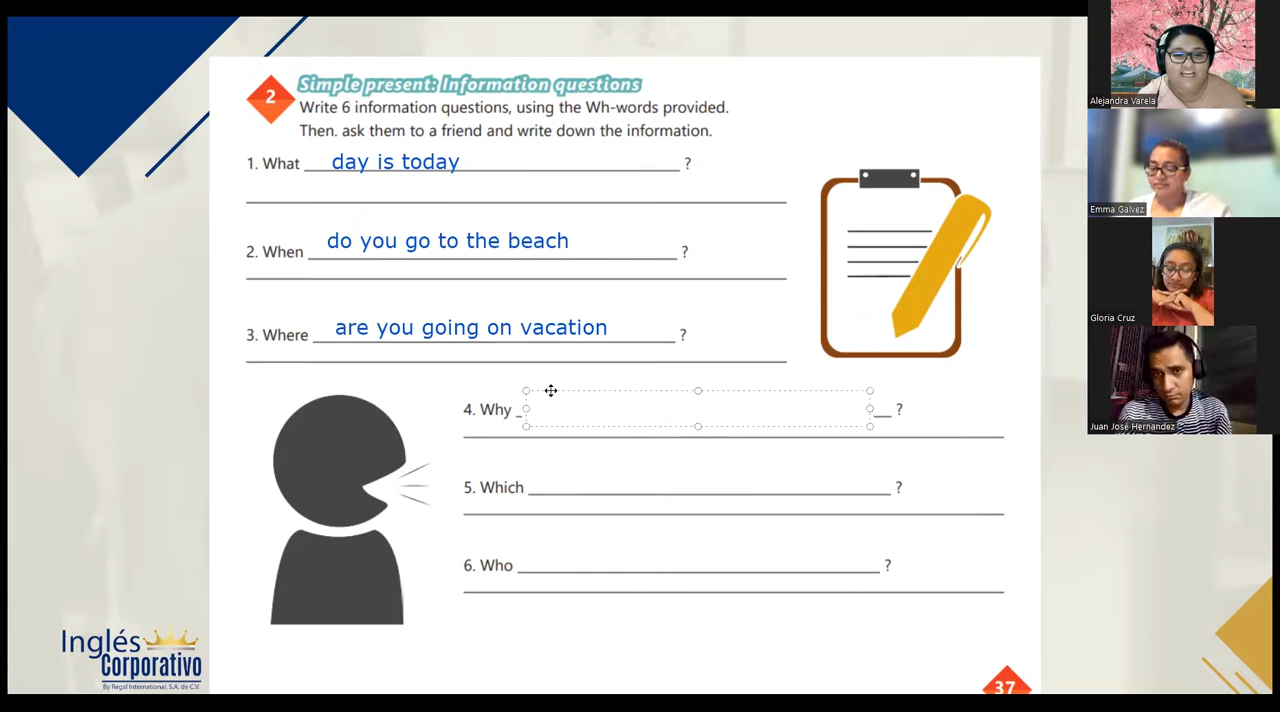 2
Simple present: Information questions
Write 6 information questions, using the Wh-words provided.
Then. ask them to a friend and write down the information.
1. What day is today ?
2. When do you go to the beach ?
3. Where are you going on vacation ?
4. Why ?
5. Which ?
6. Who ?
37
Inglés
Corporativo
By Regal International, S.A. de C.V.
Alejandra Varela
Emma Galvez
Gloria Cruz
Juan José Hernandez